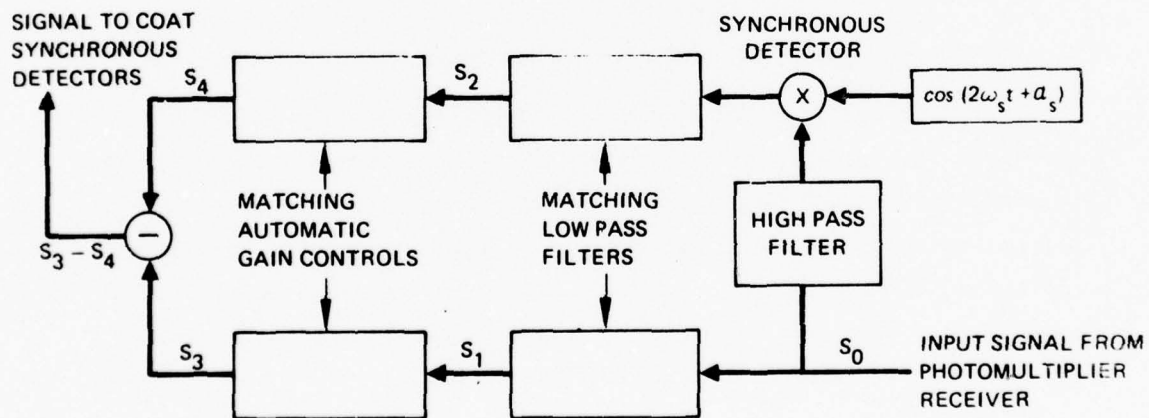 SIGNAL TO COAT
SYNCHRONOUS
DETECTORS
S4
S2
SYNCHRONOUS
DETECTOR
X
cos (2ωst + αs)
MATCHING
AUTOMATIC
GAIN CONTROLS
MATCHING
LOW PASS
FILTERS
HIGH PASS
FILTER
−
S3 − S4
S3
S1
S0
INPUT SIGNAL FROM
PHOTOMULTIPLIER
RECEIVER